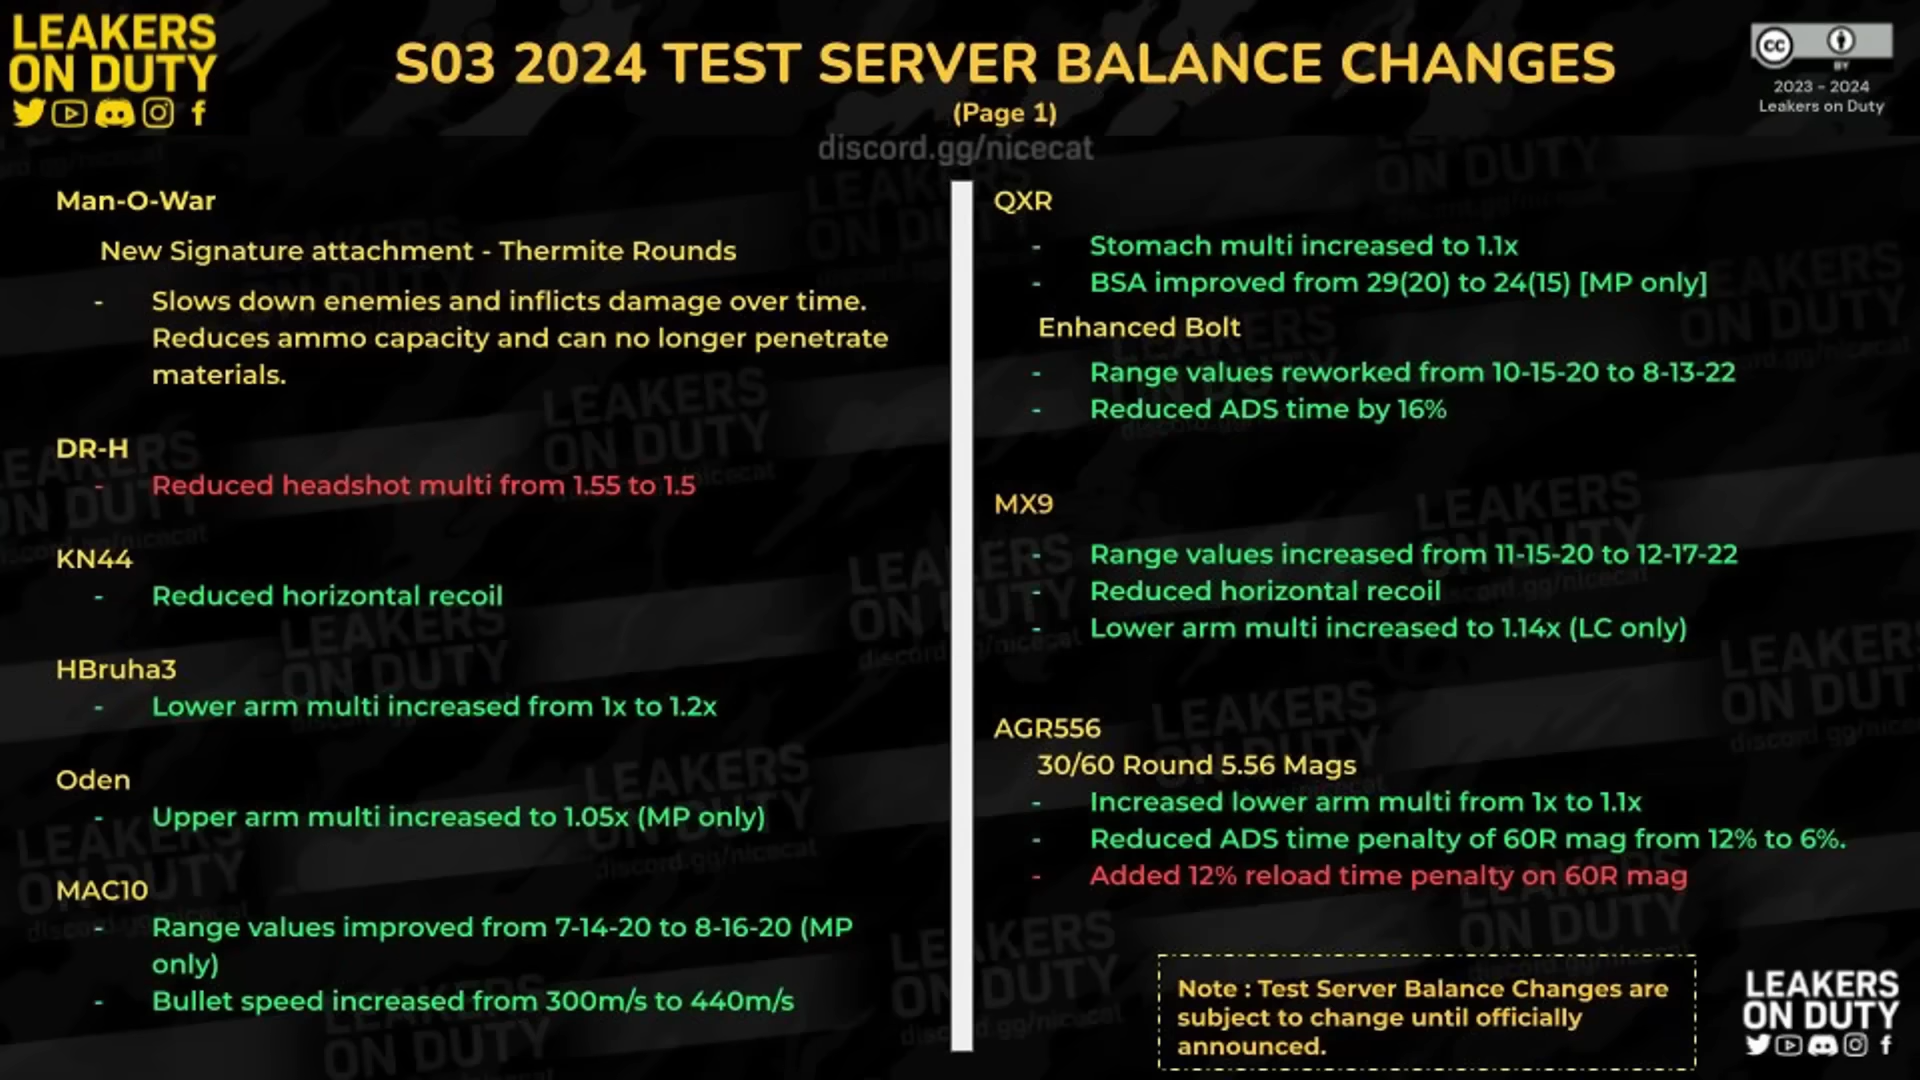 LEAKERS
ON DUTY
S03 2024 TEST SERVER BALANCE CHANGES
(Page 1)
discord.gg/nicecat
cc
BY
2023 - 2024
Leakers on Duty
Man-O-War
New Signature attachment - Thermite Rounds
- Slows down enemies and inflicts damage over time.
Reduces ammo capacity and can no longer penetrate
materials.
DR-H
- Reduced headshot multi from 1.55 to 1.5
KN44
- Reduced horizontal recoil
HBruha3
- Lower arm multi increased from 1x to 1.2x
Oden
- Upper arm multi increased to 1.05x (MP only)
MAC10
- Range values improved from 7-14-20 to 8-16-20 (MP
only)
- Bullet speed increased from 300m/s to 440m/s
QXR
- Stomach multi increased to 1.1x
- BSA improved from 29(20) to 24(15) [MP only]
Enhanced Bolt
- Range values reworked from 10-15-20 to 8-13-22
- Reduced ADS time by 16%
MX9
- Range values increased from 11-15-20 to 12-17-22
- Reduced horizontal recoil
- Lower arm multi increased to 1.14x (LC only)
AGR556
30/60 Round 5.56 Mags
- Increased lower arm multi from 1x to 1.1x
- Reduced ADS time penalty of 60R mag from 12% to 6%.
- Added 12% reload time penalty on 60R mag
Note : Test Server Balance Changes are
subject to change until officially
announced.
LEAKERS
ON DUTY